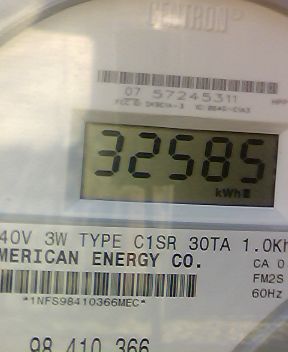 CENTRON®
07 57245311
32585
kWh
40V 3W TYPE C1SR 30TA 1.0Kh
MERICAN ENERGY CO.
CA 0
FM2S
*1NFS98410366MEC*
60Hz
98 410 366